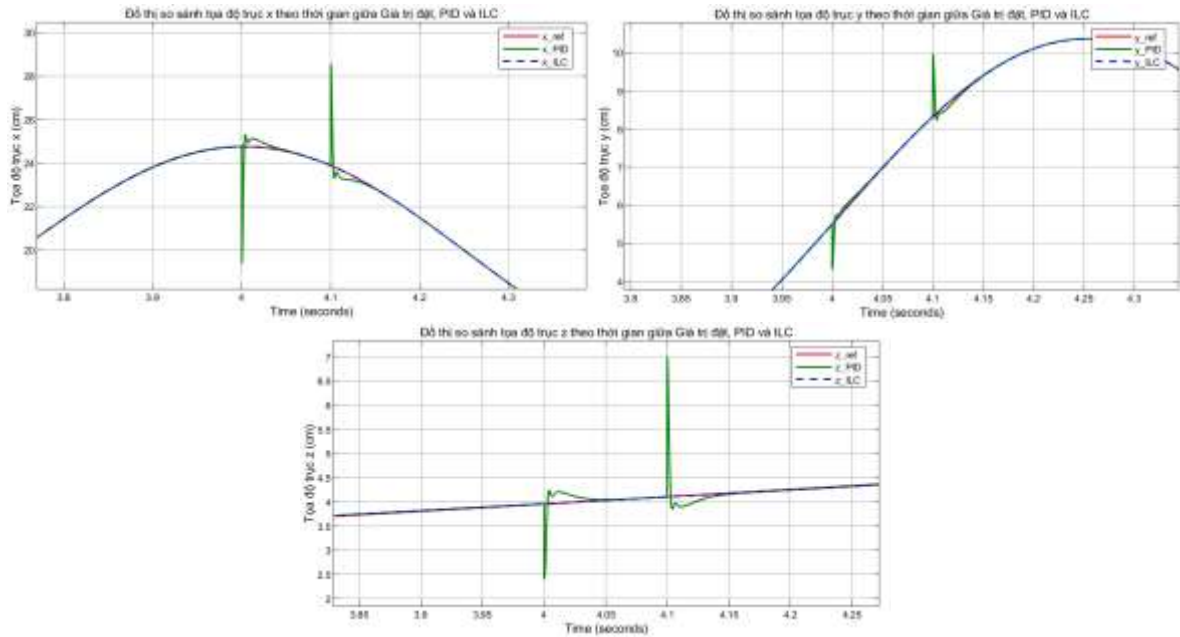 Đồ thị so sánh tọa độ trục x theo thời gian giữa Giá trị đặt, PID và ILC
30
28
26
24
22
20
Tọa độ trục x (cm)
x_ref
x_PID
x_ILC
3.8
3.9
4
4.1
4.2
4.3
Time (seconds)
Đồ thị so sánh tọa độ trục y theo thời gian giữa Giá trị đặt, PID và ILC
10
9
8
7
6
5
4
Tọa độ trục y (cm)
y_ref
y_PID
y_ILC
3.8
3.85
3.9
3.95
4
4.05
4.1
4.15
4.2
4.25
4.3
Time (seconds)
Đồ thị so sánh tọa độ trục z theo thời gian giữa Giá trị đặt, PID và ILC
7
6.5
6
5.5
5
4.5
4
3.5
3
2.5
2
Tọa độ trục z (cm)
z_ref
z_PID
z_ILC
3.85
3.9
3.95
4
4.05
4.1
4.15
4.2
4.25
Time (seconds)